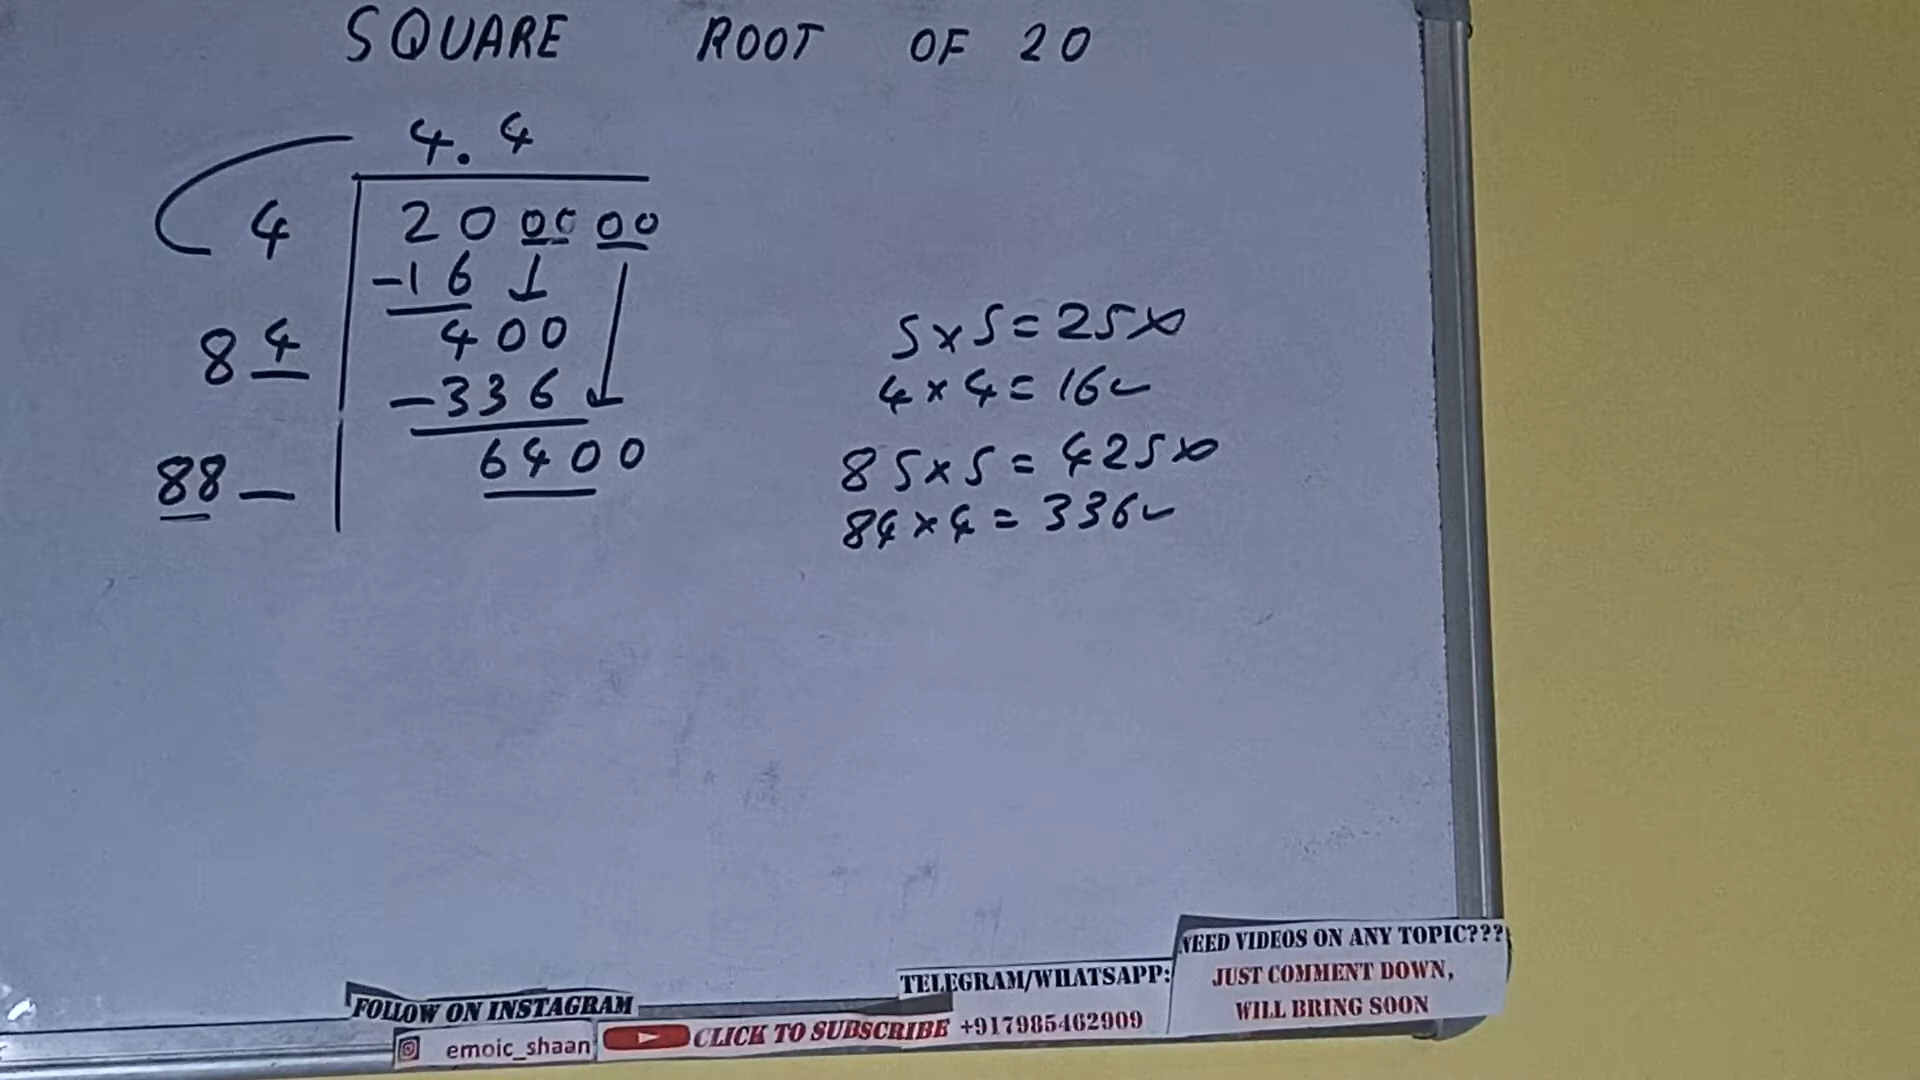 SQUARE ROOT OF 20
4.4
4 20 00 00
-16
400
84
-336
6400
88 _
5×5=25×
4×4=16✓
85×5=425×
84×4=336✓
NEED VIDEOS ON ANY TOPIC???
JUST COMMENT DOWN,
WILL BRING SOON
TELEGRAM/WHATSAPP:
+917985462909
FOLLOW ON INSTAGRAM
emoic_shaan
CLICK TO SUBSCRIBE